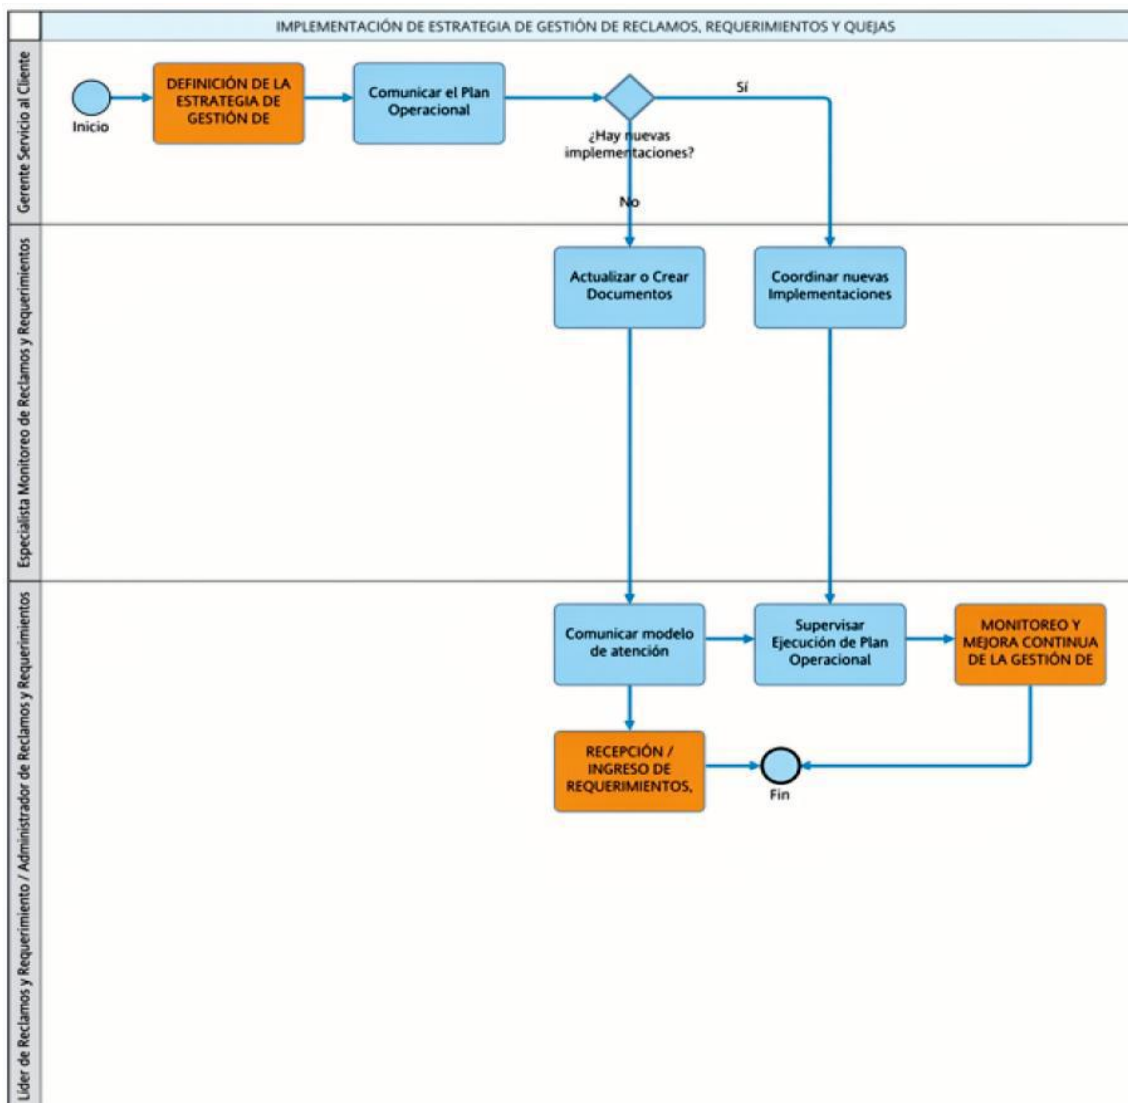 IMPLEMENTACIÓN DE ESTRATEGIA DE GESTIÓN DE RECLAMOS, REQUERIMIENTOS Y QUEJAS
Gerente Servicio al Cliente
Inicio
DEFINICIÓN DE LA
ESTRATEGIA DE
GESTIÓN DE
Comunicar el Plan
Operacional
¿Hay nuevas
implementaciones?
Sí
No
Especialista Monitoreo de Reclamos y Requerimientos
Actualizar o Crear
Documentos
Coordinar nuevas
Implementaciones
Líder de Reclamos y Requerimiento / Administrador de Reclamos y Requerimientos
Comunicar modelo
de atención
Supervisar
Ejecución de Plan
Operacional
MONITOREO Y
MEJORA CONTINUA
DE LA GESTIÓN DE
RECEPCIÓN /
INGRESO DE
REQUERIMIENTOS,
Fin